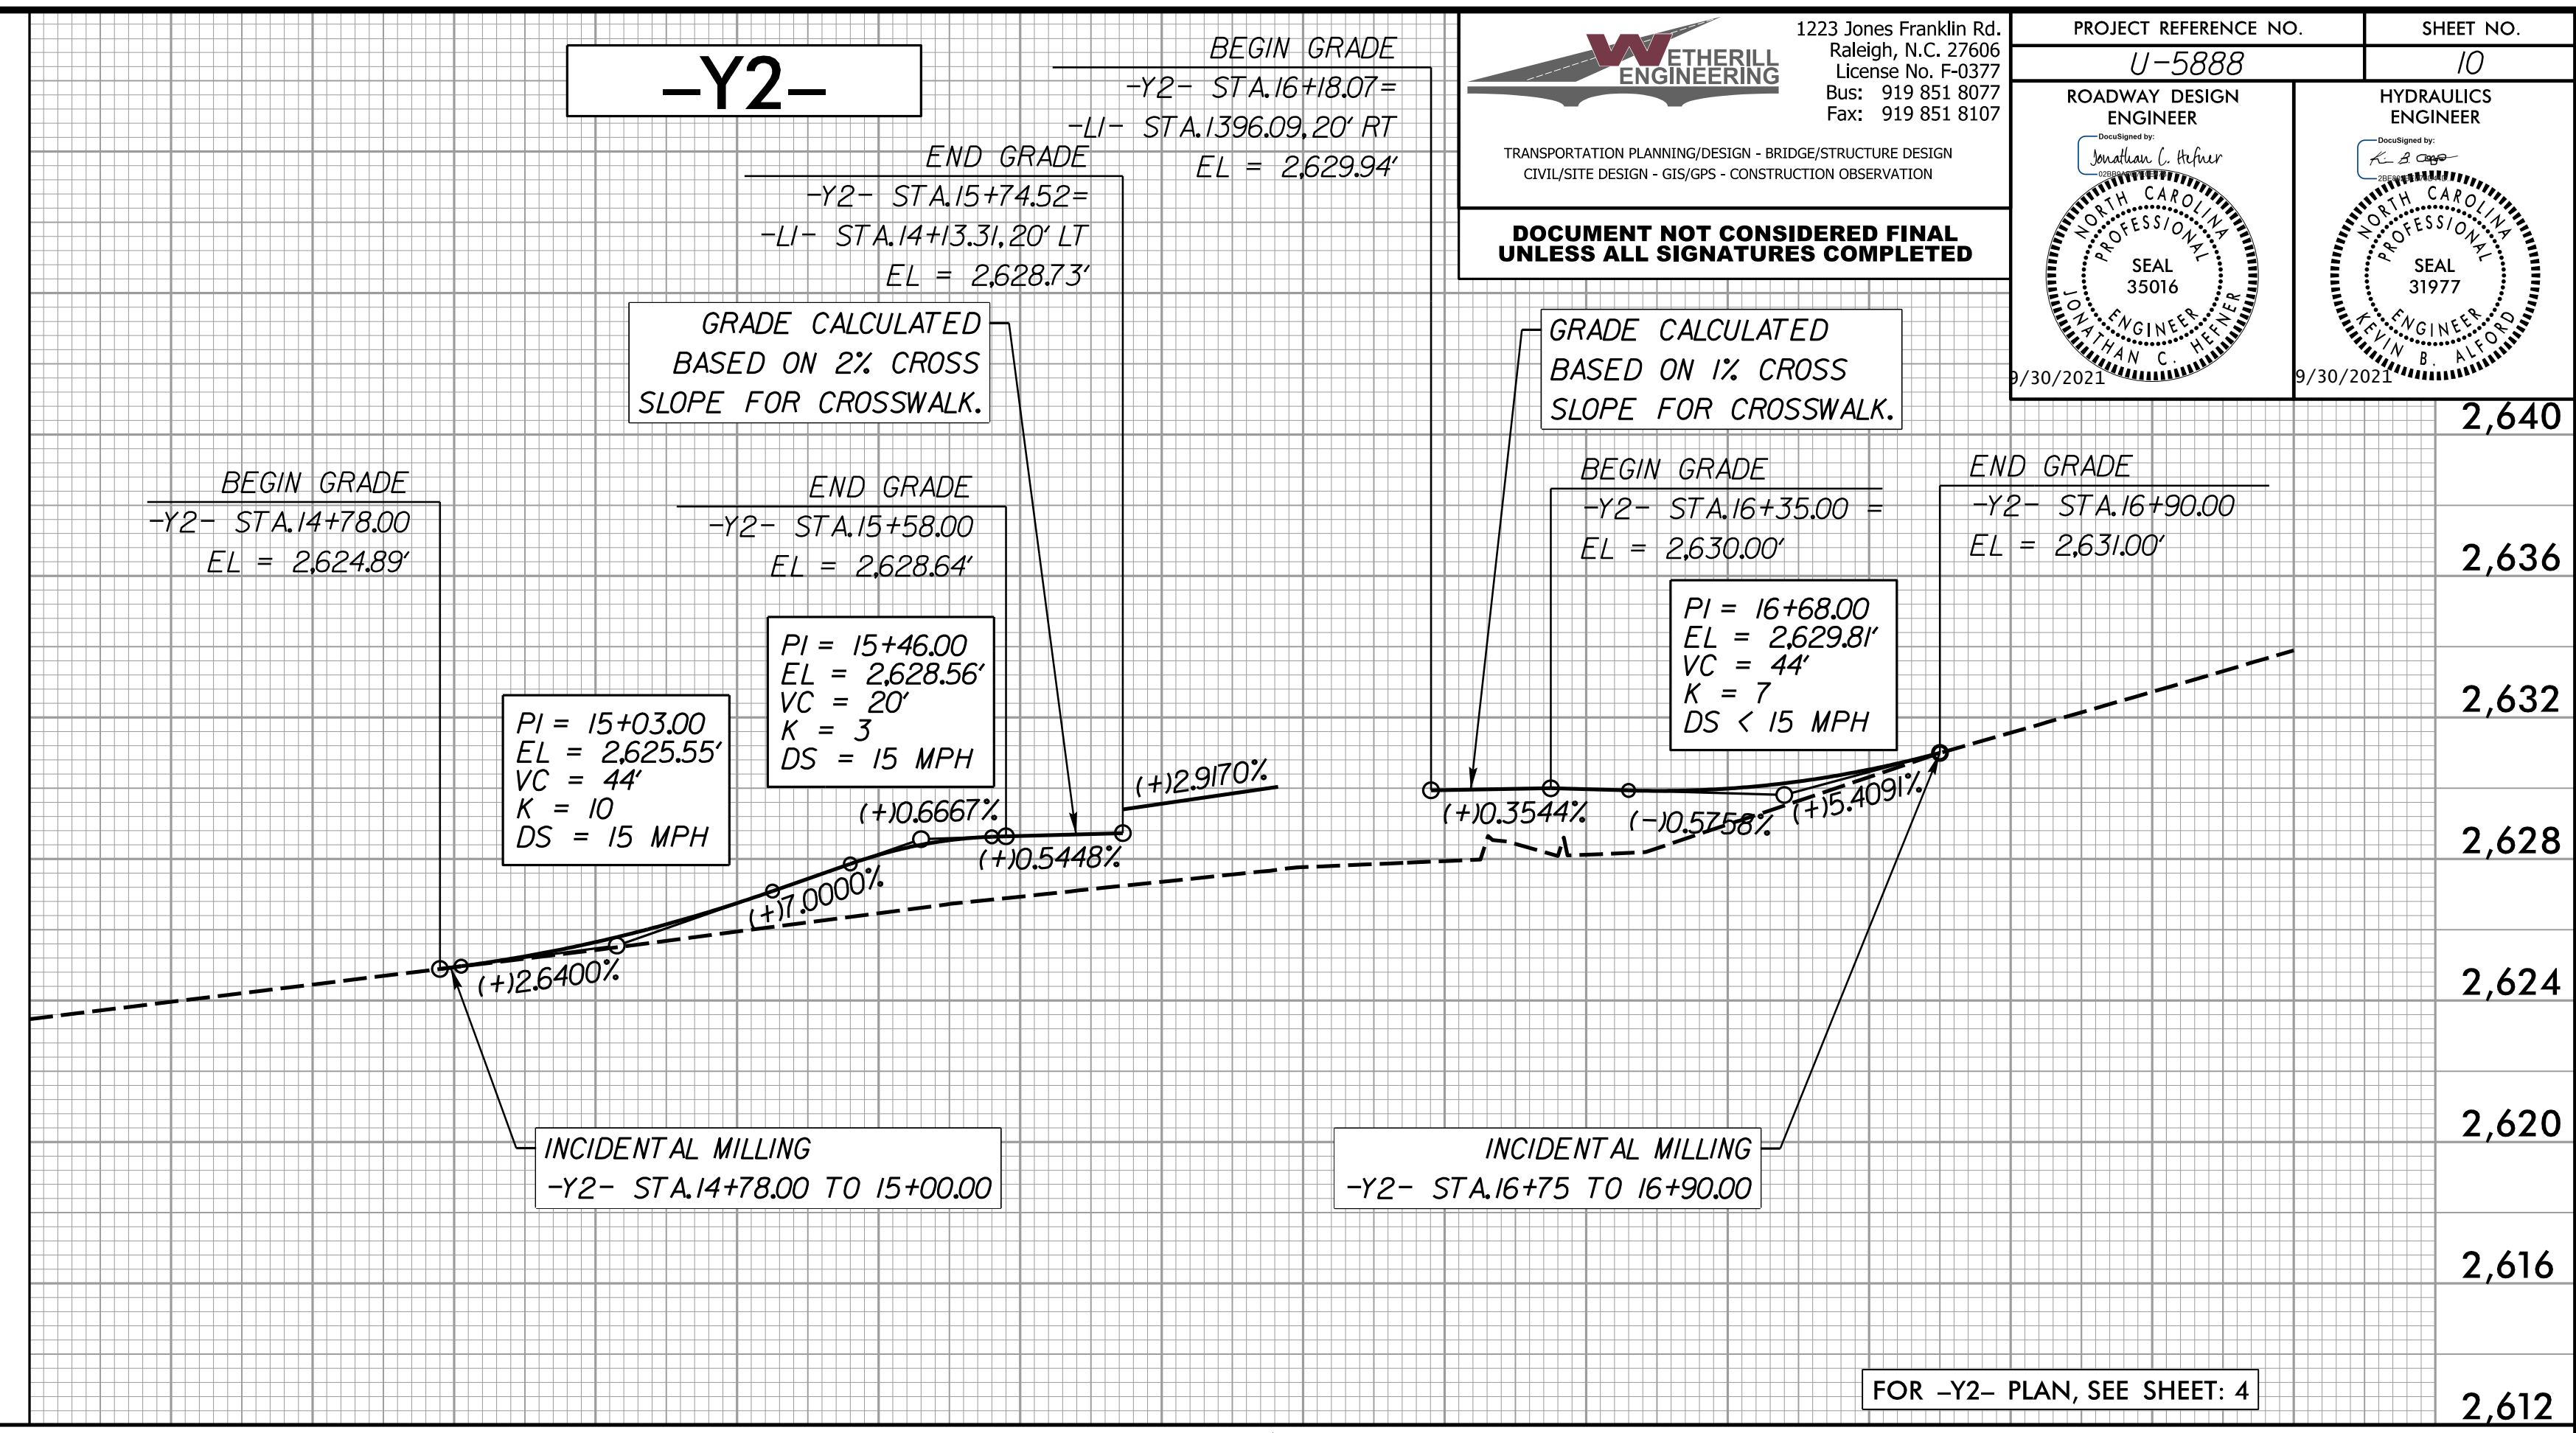 –Y2–
BEGIN GRADE
-Y2- STA.16+18.07=
-L1- STA.1396.09,20' RT
EL = 2,629.94'
END GRADE
-Y2- STA.15+74.52=
-L1- STA.14+13.31,20' LT
EL = 2,628.73'
GRADE CALCULATED
BASED ON 2% CROSS
SLOPE FOR CROSSWALK.
WETHERILL
ENGINEERING
1223 Jones Franklin Rd.
Raleigh, N.C. 27606
License No. F-0377
Bus: 919 851 8077
Fax: 919 851 8107
TRANSPORTATION PLANNING/DESIGN - BRIDGE/STRUCTURE DESIGN
CIVIL/SITE DESIGN - GIS/GPS - CONSTRUCTION OBSERVATION
DOCUMENT NOT CONSIDERED FINAL
UNLESS ALL SIGNATURES COMPLETED
PROJECT REFERENCE NO.
U-5888
SHEET NO.
10
ROADWAY DESIGN
ENGINEER
DocuSigned by:
Jonathan C. Hefner
NORTH CAROLINA
PROFESSIONAL
SEAL
35016
ENGINEER
JONATHAN C. HEFNER
9/30/2021
HYDRAULICS
ENGINEER
DocuSigned by:
NORTH CAROLINA
PROFESSIONAL
SEAL
31977
ENGINEER
KEVIN B. ALFORD
9/30/2021
GRADE CALCULATED
BASED ON 1% CROSS
SLOPE FOR CROSSWALK.
BEGIN GRADE
-Y2- STA.14+78.00
EL = 2,624.89'
END GRADE
-Y2- STA.15+58.00
EL = 2,628.64'
BEGIN GRADE
-Y2- STA.16+35.00 =
EL = 2,630.00'
END GRADE
-Y2- STA.16+90.00
EL = 2,631.00'
PI = 15+03.00
EL = 2,625.55'
VC = 44'
K = 10
DS = 15 MPH
PI = 15+46.00
EL = 2,628.56'
VC = 20'
K = 3
DS = 15 MPH
PI = 16+68.00
EL = 2,629.81'
VC = 44'
K = 7
DS < 15 MPH
(+)2.6400%
(+)7.0000%
(+)0.6667%
(+)0.5448%
(+)2.9170%
(+)0.3544%
(-)0.5758%
(+)5.4091%
INCIDENTAL MILLING
-Y2- STA.14+78.00 TO 15+00.00
INCIDENTAL MILLING
-Y2- STA.16+75 TO 16+90.00
2,640
2,636
2,632
2,628
2,624
2,620
2,616
2,612
FOR –Y2– PLAN, SEE SHEET: 4